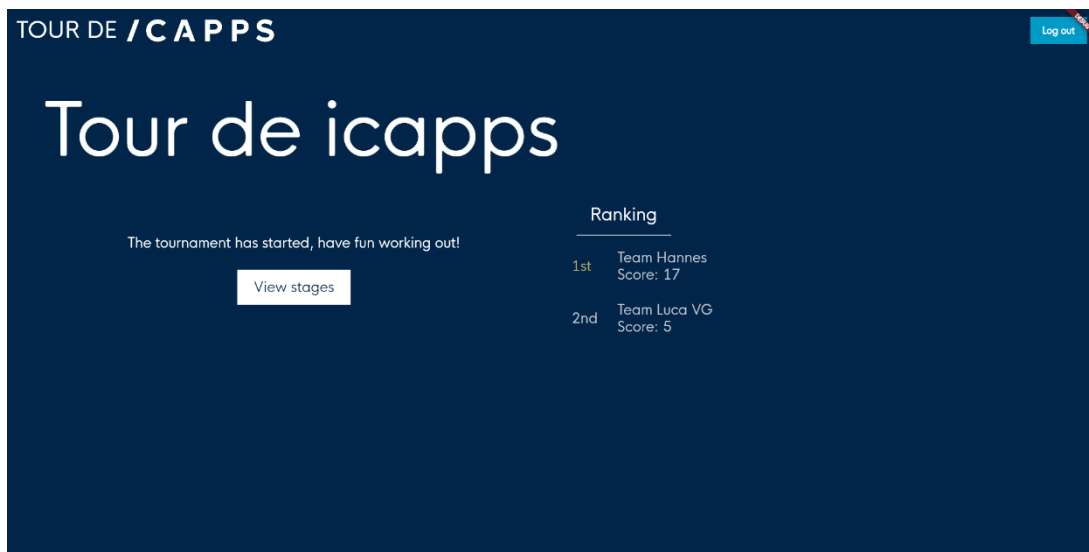 TOUR DE /CAPPS
Log out
DEBUG
Tour de icapps
Ranking
The tournament has started, have fun working out!
View stages
1st
Team Hannes
Score: 17
2nd
Team Luca VG
Score: 5